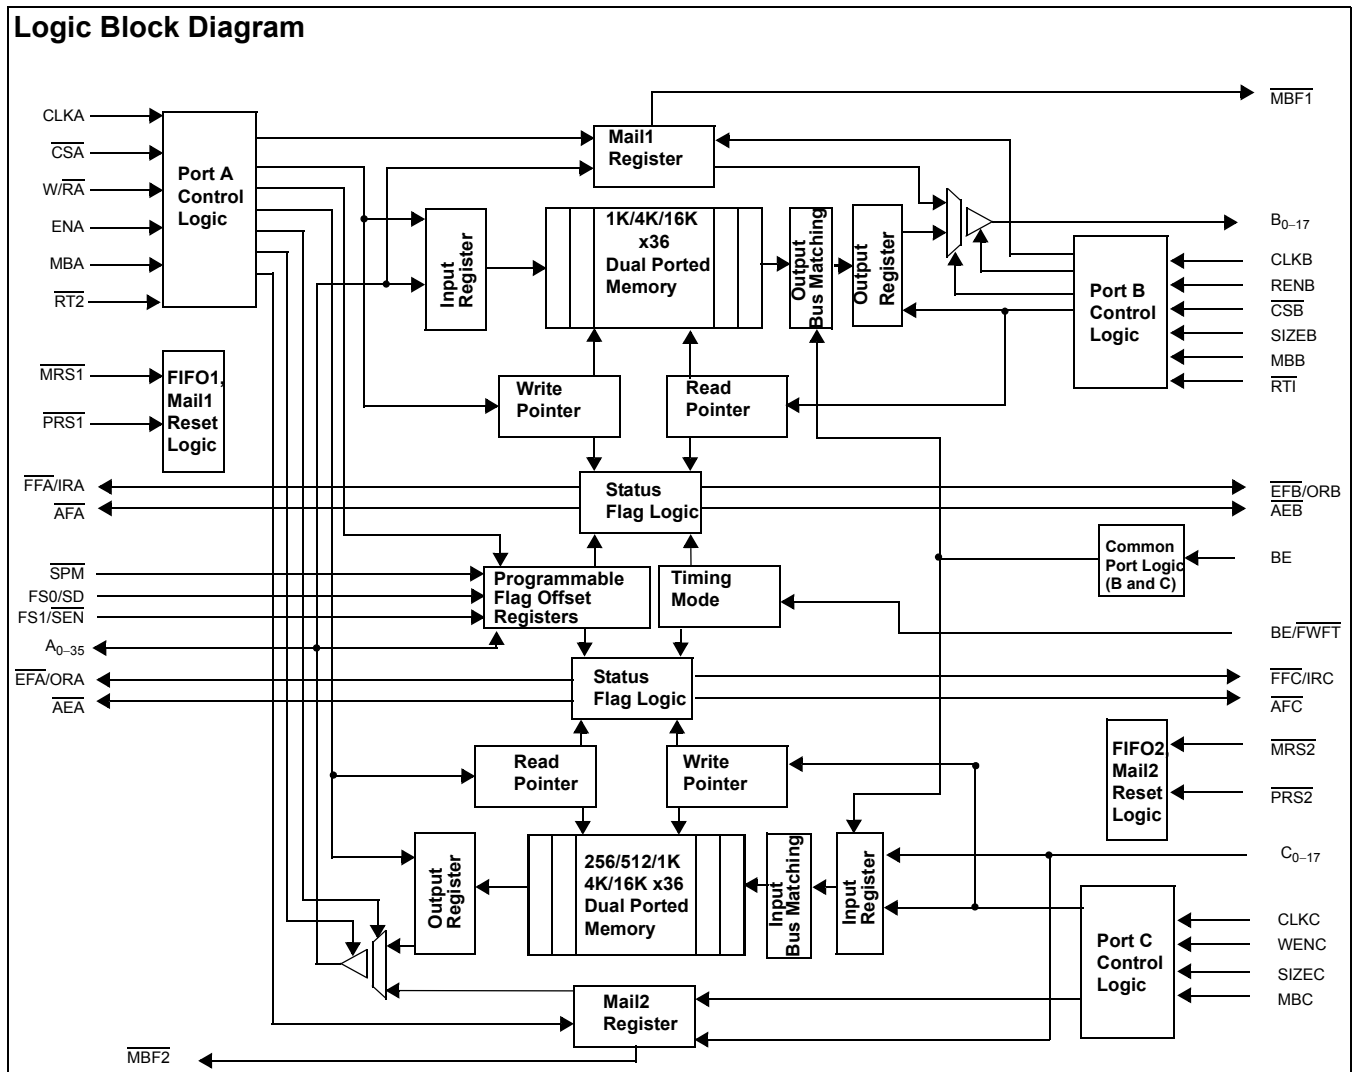 Logic Block Diagram
CLKA
CSA
W/RA
ENA
MBA
RT2
Port A
Control
Logic
MRS1
PRS1
FIFO1,
Mail1
Reset
Logic
FFA/IRA
AFA
SPM
FS0/SD
FS1/SEN
A0–35
EFA/ORA
AEA
MBF2
Mail1
Register
Input
Register
1K/4K/16K
x36
Dual Ported
Memory
Output
Bus Matching
Output
Register
Write
Pointer
Read
Pointer
Status
Flag Logic
Programmable
Flag Offset
Registers
Timing
Mode
Status
Flag Logic
Read
Pointer
Write
Pointer
Output
Register
256/512/1K
4K/16K x36
Dual Ported
Memory
Input
Bus Matching
Input
Register
Mail2
Register
MBF1
B0–17
Port B
Control
Logic
CLKB
RENB
CSB
SIZEB
MBB
RTI
EFB/ORB
AEB
Common
Port Logic
(B and C)
BE
BE/FWFT
FFC/IRC
AFC
FIFO2,
Mail2
Reset
Logic
MRS2
PRS2
C0–17
Port C
Control
Logic
CLKC
WENC
SIZEC
MBC